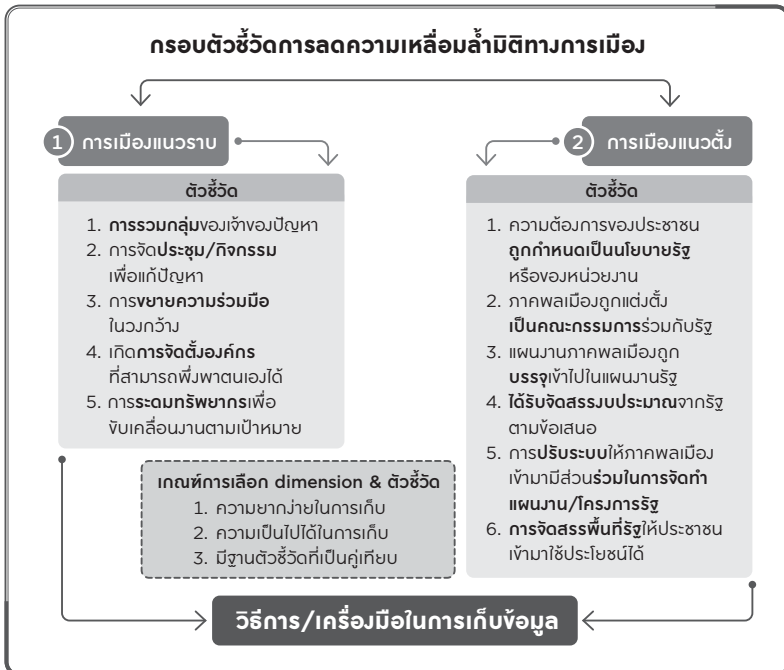 กรอบตัวชี้วัดการลดความเหลื่อมล้ำมิติทางการเมือง
1 การเมืองแนวราบ
ตัวชี้วัด
1. การรวมกลุ่มของเจ้าของปัญหา
2. การจัดประชุม/กิจกรรม
เพื่อแก้ปัญหา
3. การขยายความร่วมมือ
ในวงกว้าง
4. เกิดการจัดตั้งองค์กร
ที่สามารถพึ่งพาตนเองได้
5. การระดมทรัพยากรเพื่อ
ขับเคลื่อนงานตามเป้าหมาย
2 การเมืองแนวตั้ง
ตัวชี้วัด
1. ความต้องการของประชาชน
ถูกกำหนดเป็นนโยบายรัฐ
หรือของหน่วยงาน
2. ภาคพลเมืองถูกแต่งตั้ง
เป็นคณะกรรมการร่วมกับรัฐ
3. แผนงานภาคพลเมืองถูก
บรรจุเข้าไปในแผนงานรัฐ
4. ได้รับจัดสรรงบประมาณจากรัฐ
ตามข้อเสนอ
5. การปรับระบบให้ภาคพลเมือง
เข้ามามีส่วนร่วมในการจัดทำ
แผนงาน/โครงการรัฐ
6. การจัดสรรพื้นที่รัฐให้ประชาชน
เข้ามาใช้ประโยชน์ได้
เกณฑ์การเลือก dimension & ตัวชี้วัด
1. ความยากง่ายในการเก็บ
2. ความเป็นไปได้ในการเก็บ
3. มีฐานตัวชี้วัดที่เป็นคู่เทียบ
วิธีการ/เครื่องมือในการเก็บข้อมูล